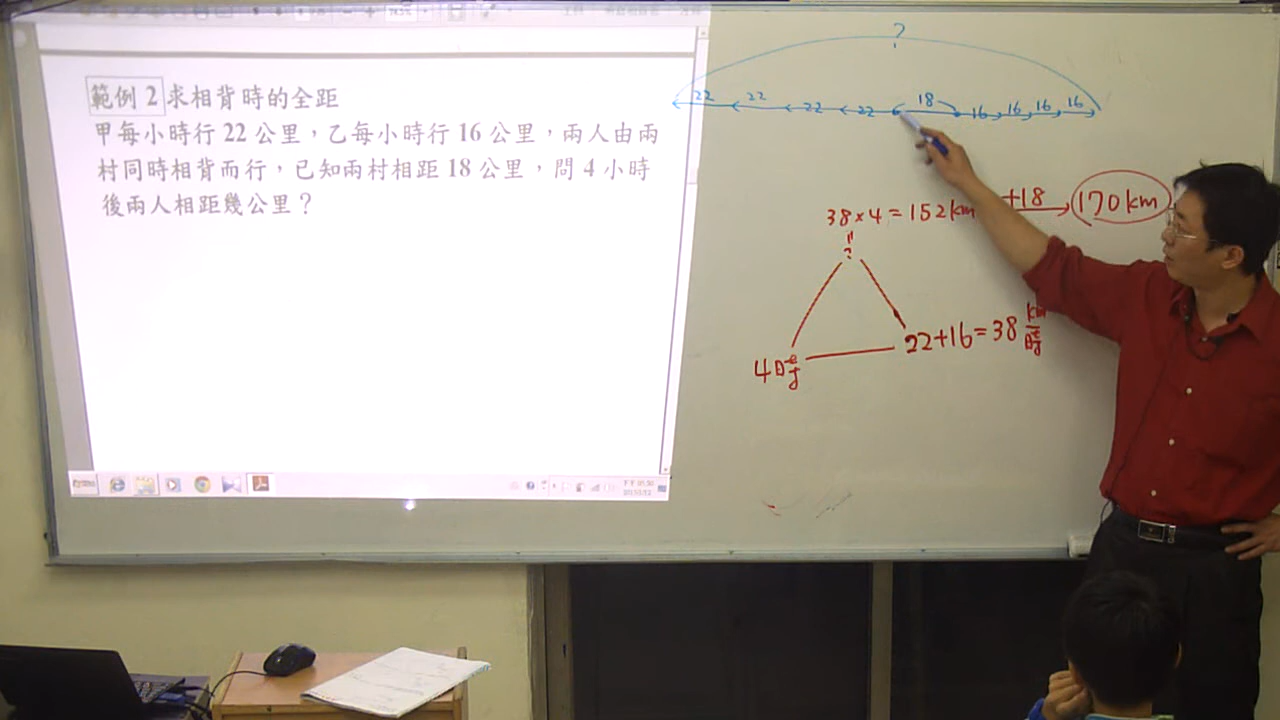 範例 2 求相背時的全距
甲每小時行 22 公里，乙每小時行 16 公里，兩人由兩
村同時相背而行，已知兩村相距 18 公里，問 4 小時
後兩人相距幾公里？
?
22 22 22 22 18 16 16 16 16
38 × 4 = 152 km +18 170 km
"
?
4 時
22+16=38 km
時